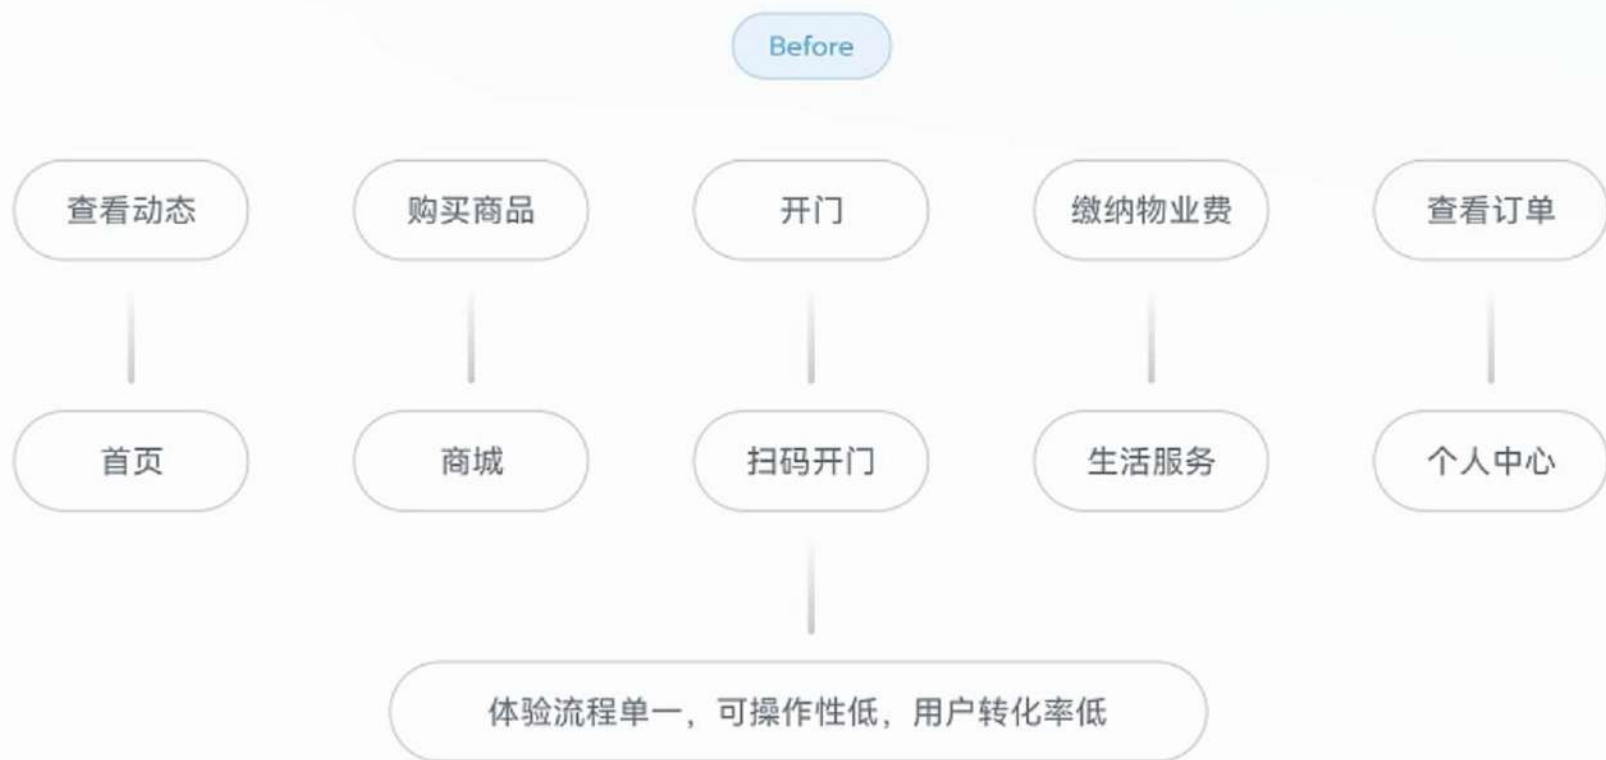 Before
查看动态
购买商品
开门
缴纳物业费
查看订单
首页
商城
扫码开门
生活服务
个人中心
体验流程单一，可操作性低，用户转化率低